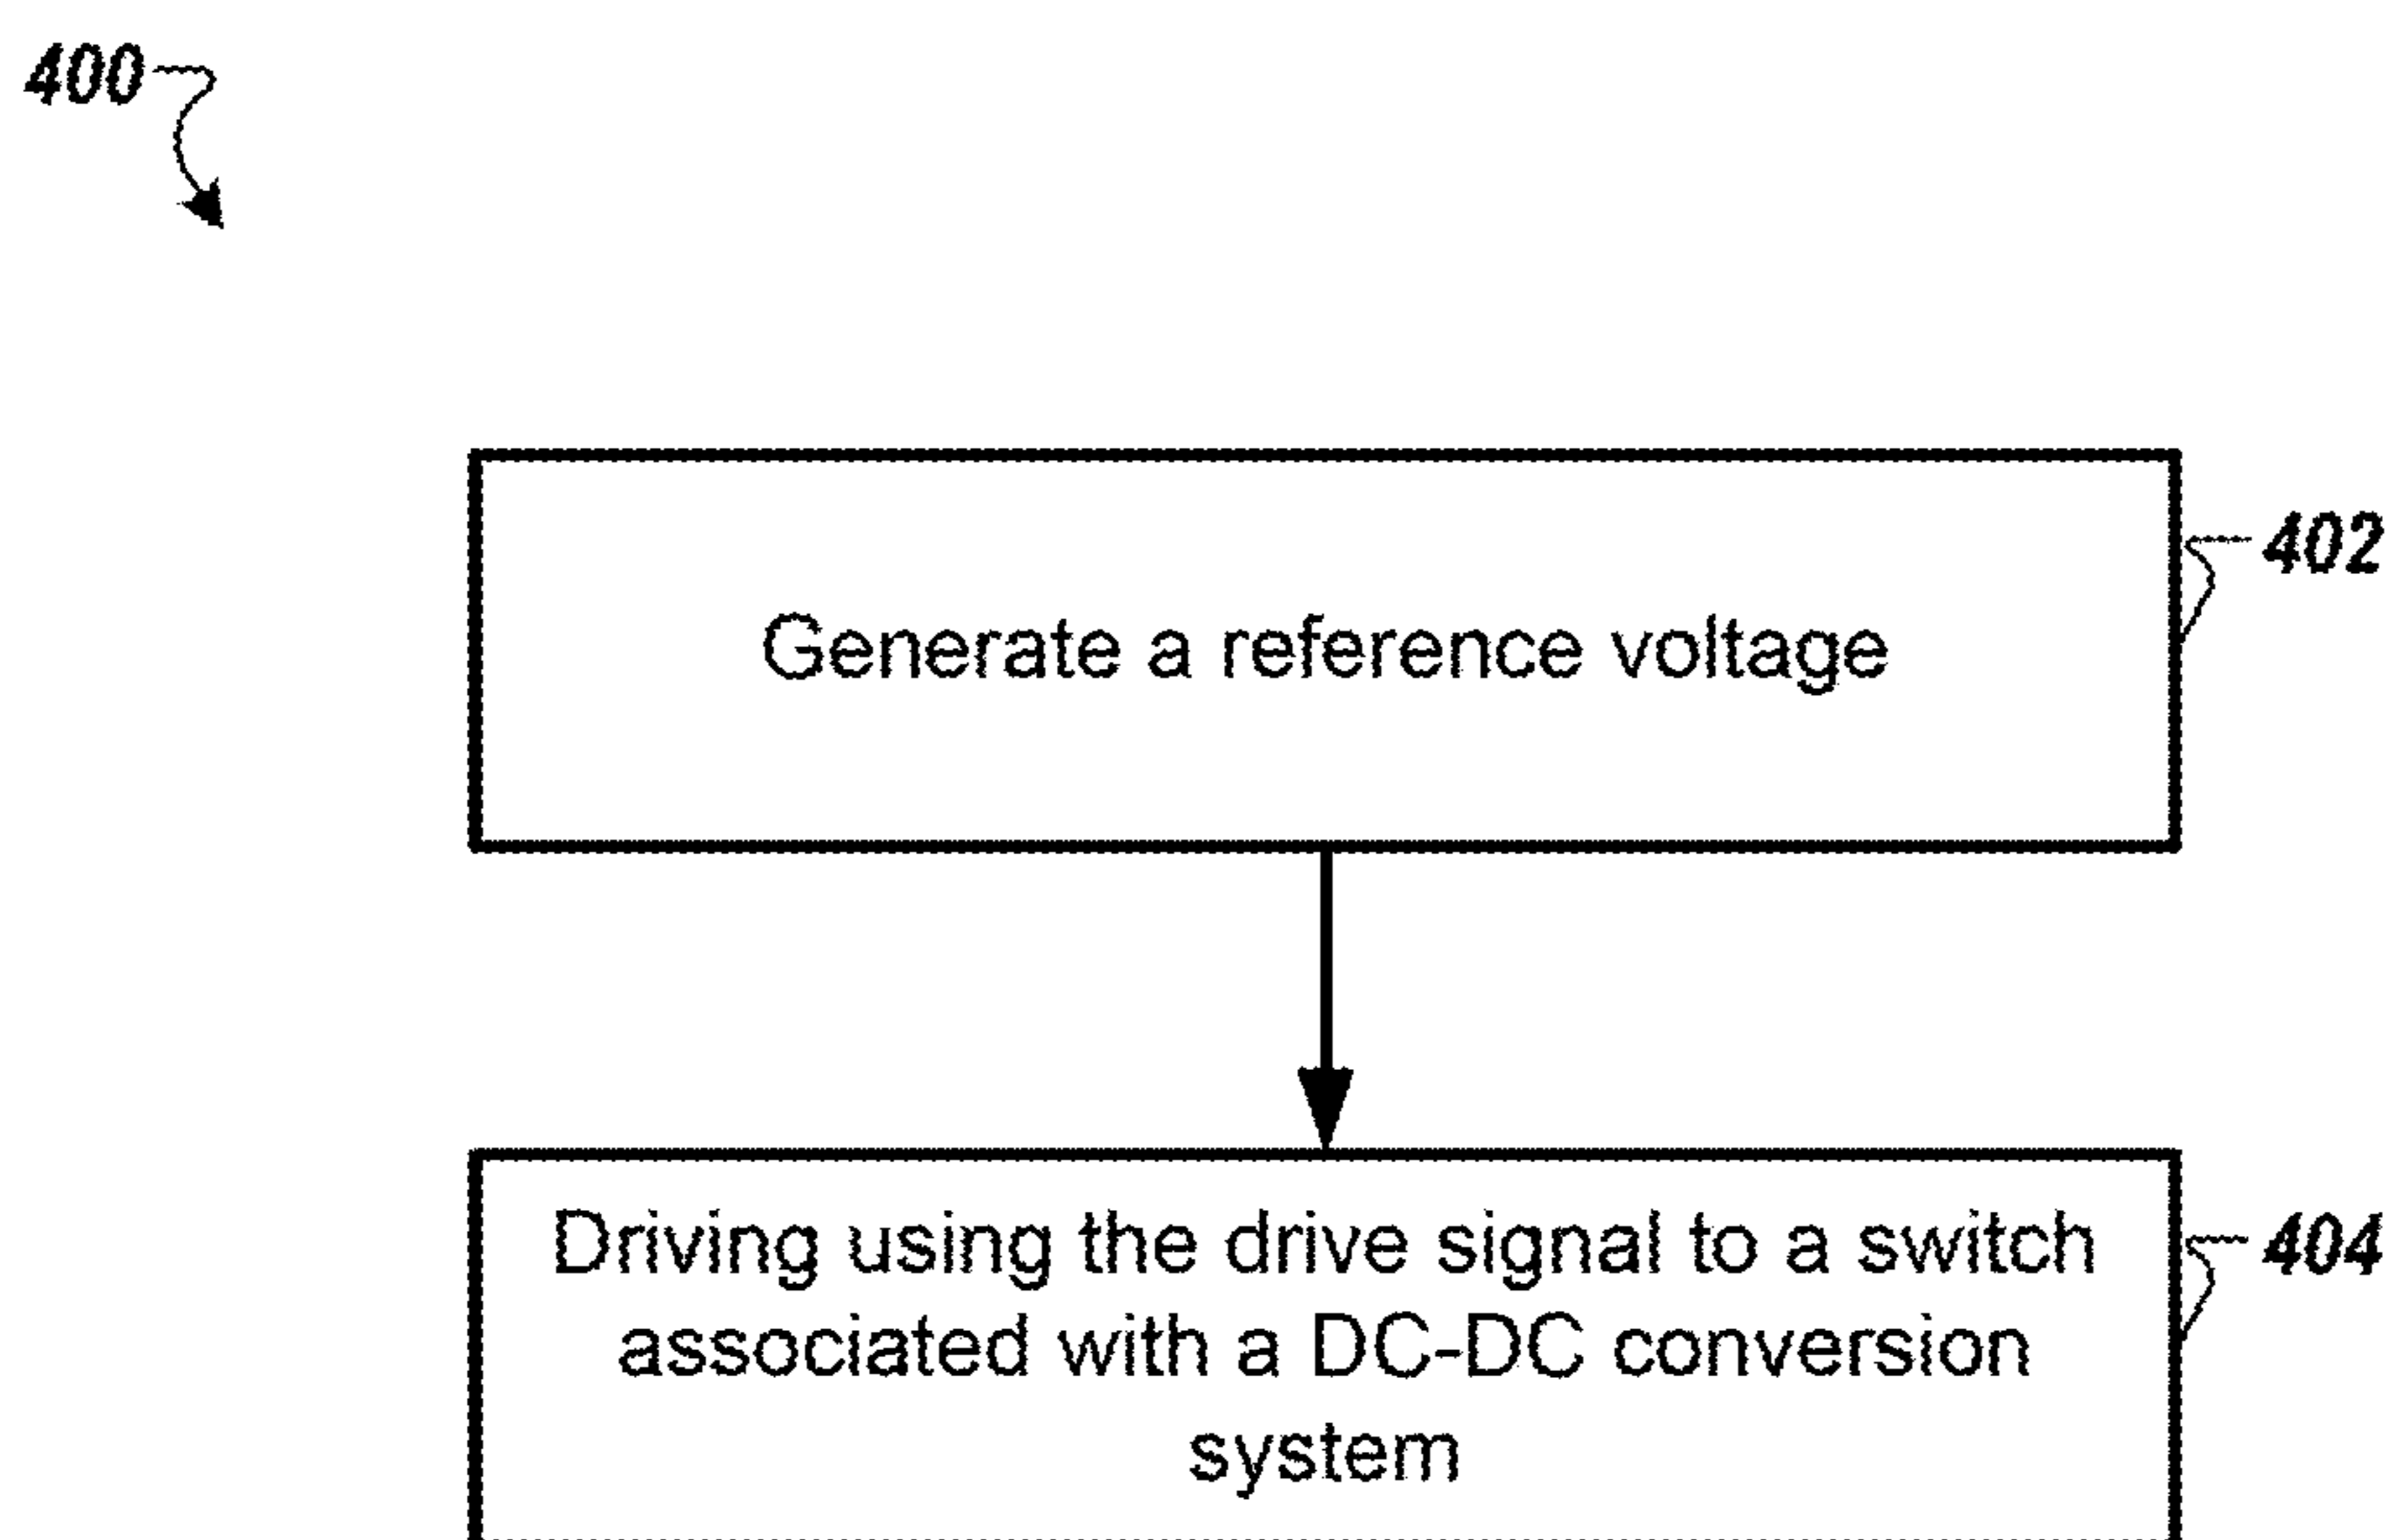 400
402
Generate a reference voltage
Driving using the drive signal to a switch
404
associated with a DC-DC conversion
system